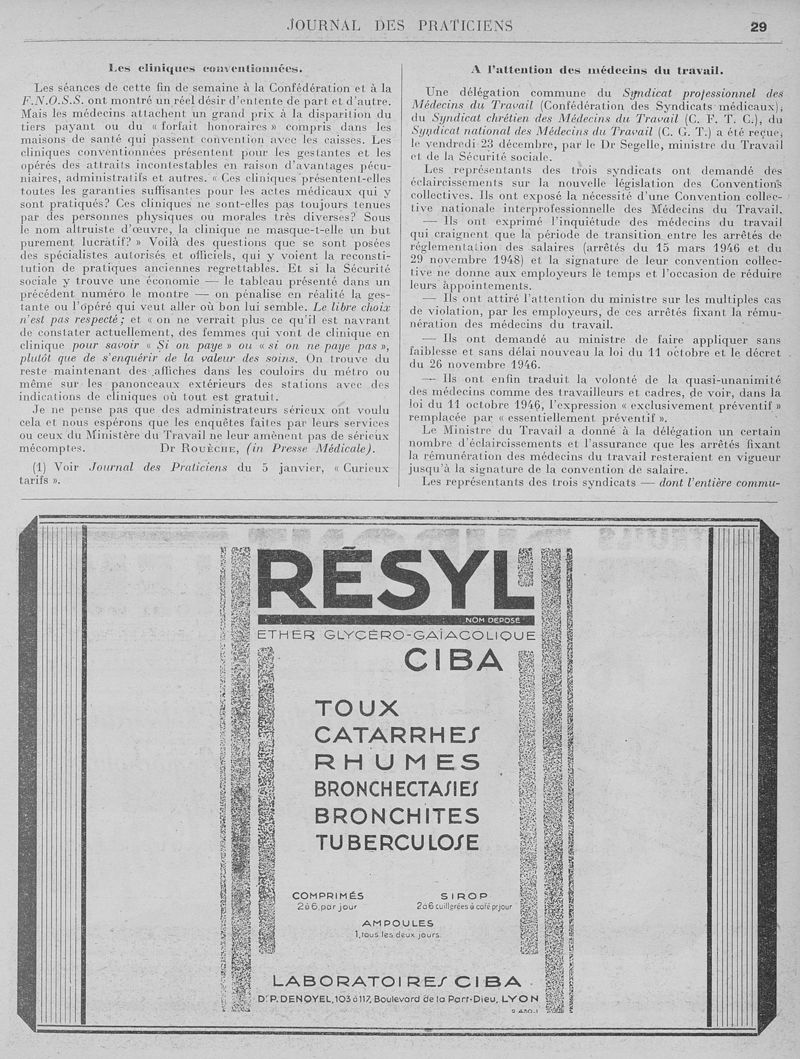 JOURNAL DES PRATICIENS 29
Les cliniques conventionnées.
Les séances de cette fin de semaine à la Confédération et à la
F.N.O.S.S. ont montré un réel désir d'entente de part et d'autre.
Mais les médecins attachent un grand prix à la disparition du
tiers payant ou du « forfait honoraires » compris dans les
maisons de santé qui passent convention avec les caisses. Les
cliniques conventionnées présentent pour les gestantes et les
opérés des attraits incontestables en raison d'avantages pécu-
niaires, administratifs et autres. « Ces cliniques présentent-elles
toutes les garanties suffisantes pour les actes médicaux qui y
sont pratiqués? Ces cliniques ne sont-elles pas toujours tenues
par des personnes physiques ou morales très diverses? Sous
le nom altruiste d'œuvre, la clinique ne masque-t-elle un but
purement lucratif? » Voilà des questions que se sont posées
des spécialistes autorisés et officiels, qui y voient la reconsti-
tution de pratiques anciennes regrettables. Et si la Sécurité
sociale y trouve une économie — le tableau présenté dans un
précédent numéro le montre — on pénalise en réalité la ges-
tante ou l'opéré qui veut aller où bon lui semble. Le libre choix
n'est pas respecté; et « on ne verrait plus ce qu'il est navrant
de constater actuellement, des femmes qui vont de clinique en
clinique pour savoir « Si on paye » ou « si on ne paye pas »,
plutôt que de s'enquérir de la valeur des soins. On trouve du
reste maintenant des affiches dans les couloirs du métro ou
même sur les panonceaux extérieurs des stations avec des
indications de cliniques où tout est gratuit.
Je ne pense pas que des administrateurs sérieux ont voulu
cela et nous espérons que les enquêtes faites par leurs services
ou ceux du Ministère du Travail ne leur amènent pas de sérieux
mécomptes. Dr ROUÈCHE, (in Presse Médicale).
(1) Voir Journal des Praticiens du 5 janvier, « Curieux
tarifs ».
A l'attention des médecins du travail.
Une délégation commune du Syndicat professionnel des
Médecins du Travail (Confédération des Syndicats médicaux),
du Syndicat chrétien des Médecins du Travail (C. F. T. C.), du
Syndicat national des Médecins du Travail (C. G. T.) a été reçue,
le vendredi 23 décembre, par le Dr Segelle, ministre du Travail
et de la Sécurité sociale.
Les représentants des trois syndicats ont demandé des
éclaircissements sur la nouvelle législation des Conventions
collectives. Ils ont exposé la nécessité d'une Convention collec-
tive nationale interprofessionnelle des Médecins du Travail.
— Ils ont exprimé l'inquiétude des médecins du travail
qui craignent que la période de transition entre les arrêtés de
réglementation des salaires (arrêtés du 15 mars 1946 et du
29 novembre 1948) et la signature de leur convention collec-
tive ne donne aux employeurs le temps et l'occasion de réduire
leurs appointements.
— Ils ont attiré l'attention du ministre sur les multiples cas
de violation, par les employeurs, de ces arrêtés fixant la rému-
nération des médecins du travail.
— Ils ont demandé au ministre de faire appliquer sans
faiblesse et sans délai nouveau la loi du 11 octobre et le décret
du 26 novembre 1946.
— Ils ont enfin traduit la volonté de la quasi-unanimité
des médecins comme des travailleurs et cadres, de voir, dans la
loi du 11 octobre 1946, l'expression « exclusivement préventif »
remplacée par « essentiellement préventif ».
Le Ministre du Travail a donné à la délégation un certain
nombre d'éclaircissements et l'assurance que les arrêtés fixant
la rémunération des médecins du travail resteraient en vigueur
jusqu'à la signature de la convention de salaire.
Les représentants des trois syndicats — dont l'entière commu-
RÉSYL
NOM DEPOSÉ
ETHER GLYCÉRO-GAÏACOLIQUE
CIBA
TOUX
CATARRHES
RHUMES
BRONCHECTASIES
BRONCHITES
TUBERCULOSE
COMPRIMÉS
2 à 6, par jour
SIROP
2 à 6 cuillerées à café pr jour
AMPOULES
1, tous les deux jours.
LABORATOIRES CIBA
Dr P. DENOYEL, 103 à 117, Boulevard de la Part-Dieu, LYON